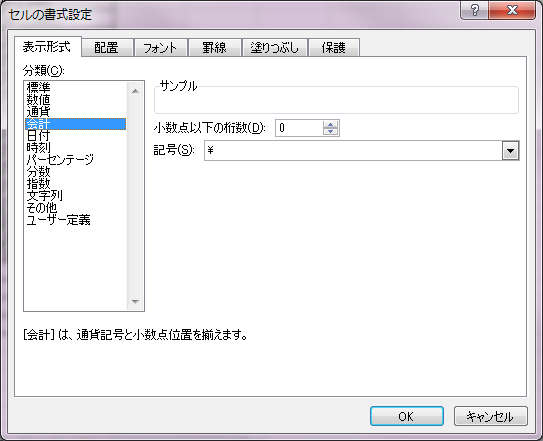 セルの書式設定
?
表示形式 配置 フォント 罫線 塗りつぶし 保護
分類(C):
標準
数値
通貨
会計
日付
時刻
パーセンテージ
分数
指数
文字列
その他
ユーザー定義
サンプル
小数点以下の桁数(D): 0
記号(S): ¥
[会計] は、通貨記号と小数点位置を揃えます。
OK キャンセル